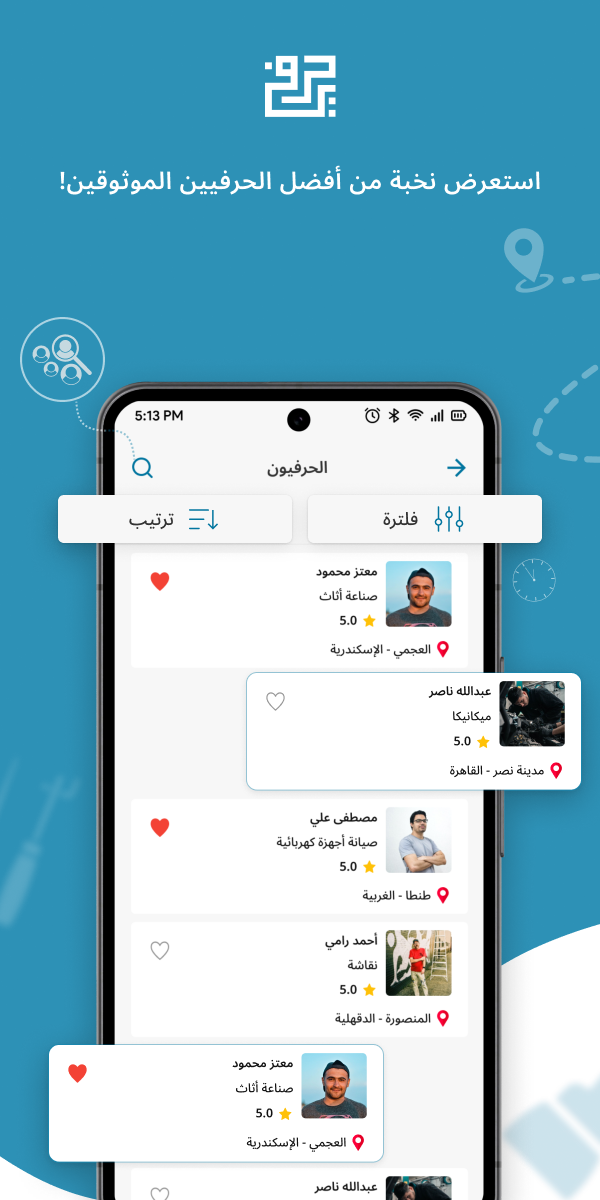 حرفي
استعرض نخبة من أفضل الحرفيين الموثوقين!
5:13 PM
الحرفيون
فلترة
ترتيب
معتز محمود
صناعة أثاث
5.0
العجمي - الإسكندرية
عبدالله ناصر
ميكانيكا
5.0
مدينة نصر - القاهرة
مصطفى علي
صيانة أجهزة كهربائية
5.0
طنطا - الغربية
أحمد رامي
نقاشة
5.0
المنصورة - الدقهلية
معتز محمود
صناعة أثاث
5.0
العجمي - الإسكندرية
عبدالله ناصر